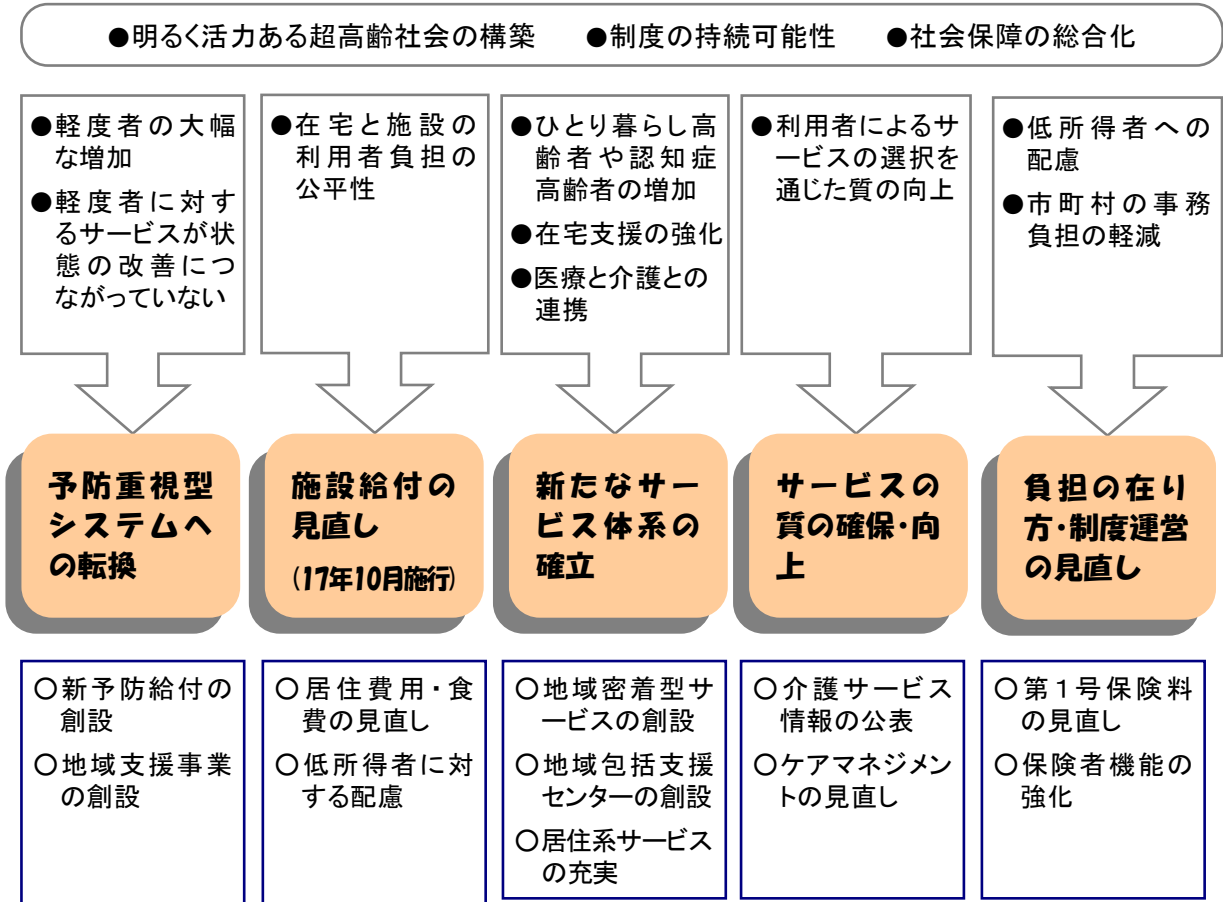 ●明るく活力ある超高齢社会の構築 ●制度の持続可能性 ●社会保障の総合化
●軽度者の大幅
な増加
●軽度者に対す
るサービスが状
態の改善につ
ながっていない
●在宅と施設の
利用者負担の
公平性
●ひとり暮らし高
齢者や認知症
高齢者の増加
●在宅支援の強化
●医療と介護との
連携
●利用者によるサ
ービスの選択を
通じた質の向上
●低所得者への
配慮
●市町村の事務
負担の軽減
予防重視型
システムへ
の転換
施設給付の
見直し
(17年10月施行)
新たなサー
ビス体系の
確立
サービスの
質の確保・向
上
負担の在り
方・制度運営
の見直し
○新予防給付の
創設
○地域支援事業
の創設
○居住費用・食
費の見直し
○低所得者に対
する配慮
○地域密着型サ
ービスの創設
○地域包括支援
センターの創設
○居住系サービス
の充実
○介護サービス
情報の公表
○ケアマネジメン
トの見直し
○第1号保険料
の見直し
○保険者機能の
強化